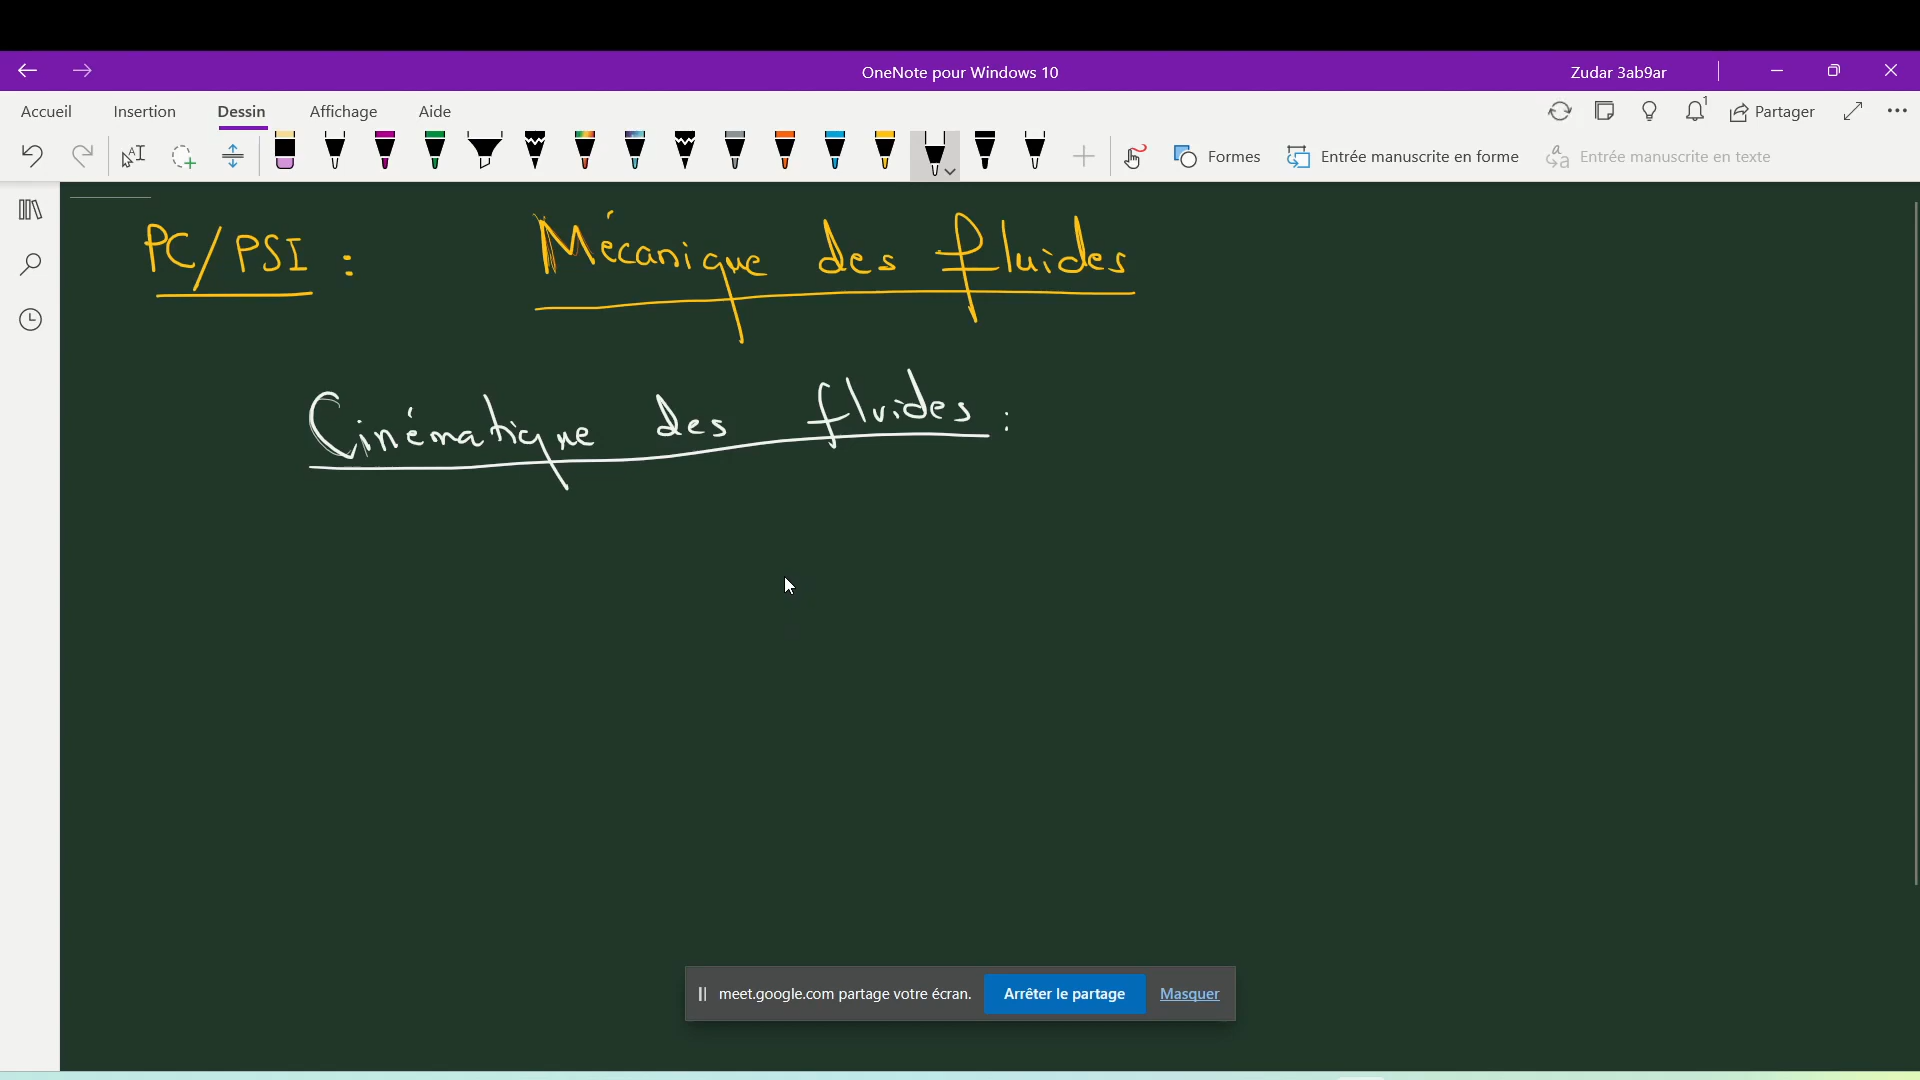 OneNote pour Windows 10
Zudar 3ab9ar
Accueil Insertion Dessin Affichage Aide
1
Partager
Formes
Entrée manuscrite en forme
Entrée manuscrite en texte
PC/PSI : Mécanique des fluides
Cinématique des fluides :
meet.google.com partage votre écran. Arrêter le partage Masquer